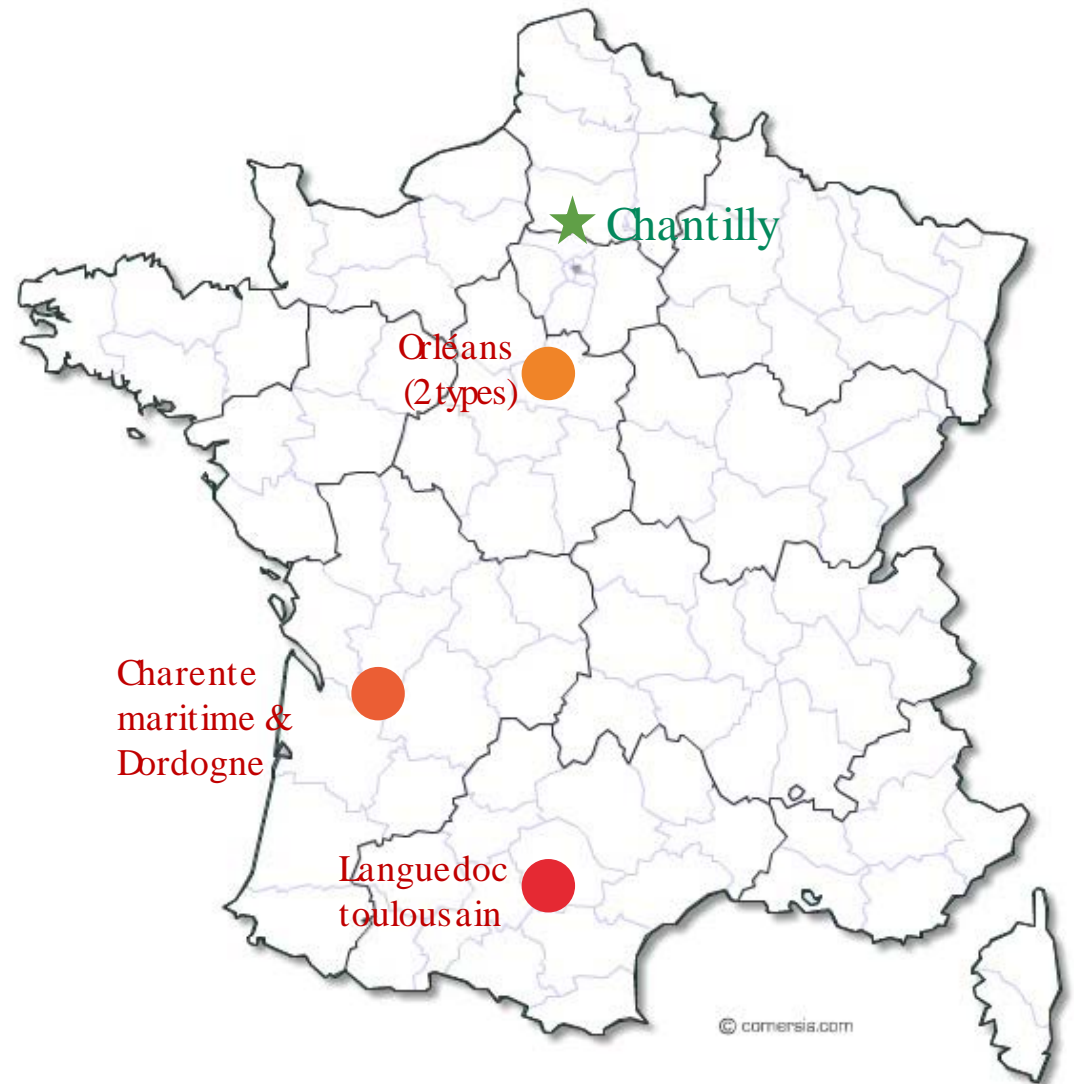 Chantilly
Orléans
(2 types)
Charente
maritime &
Dordogne
Languedoc
toulousain
© comersis.com